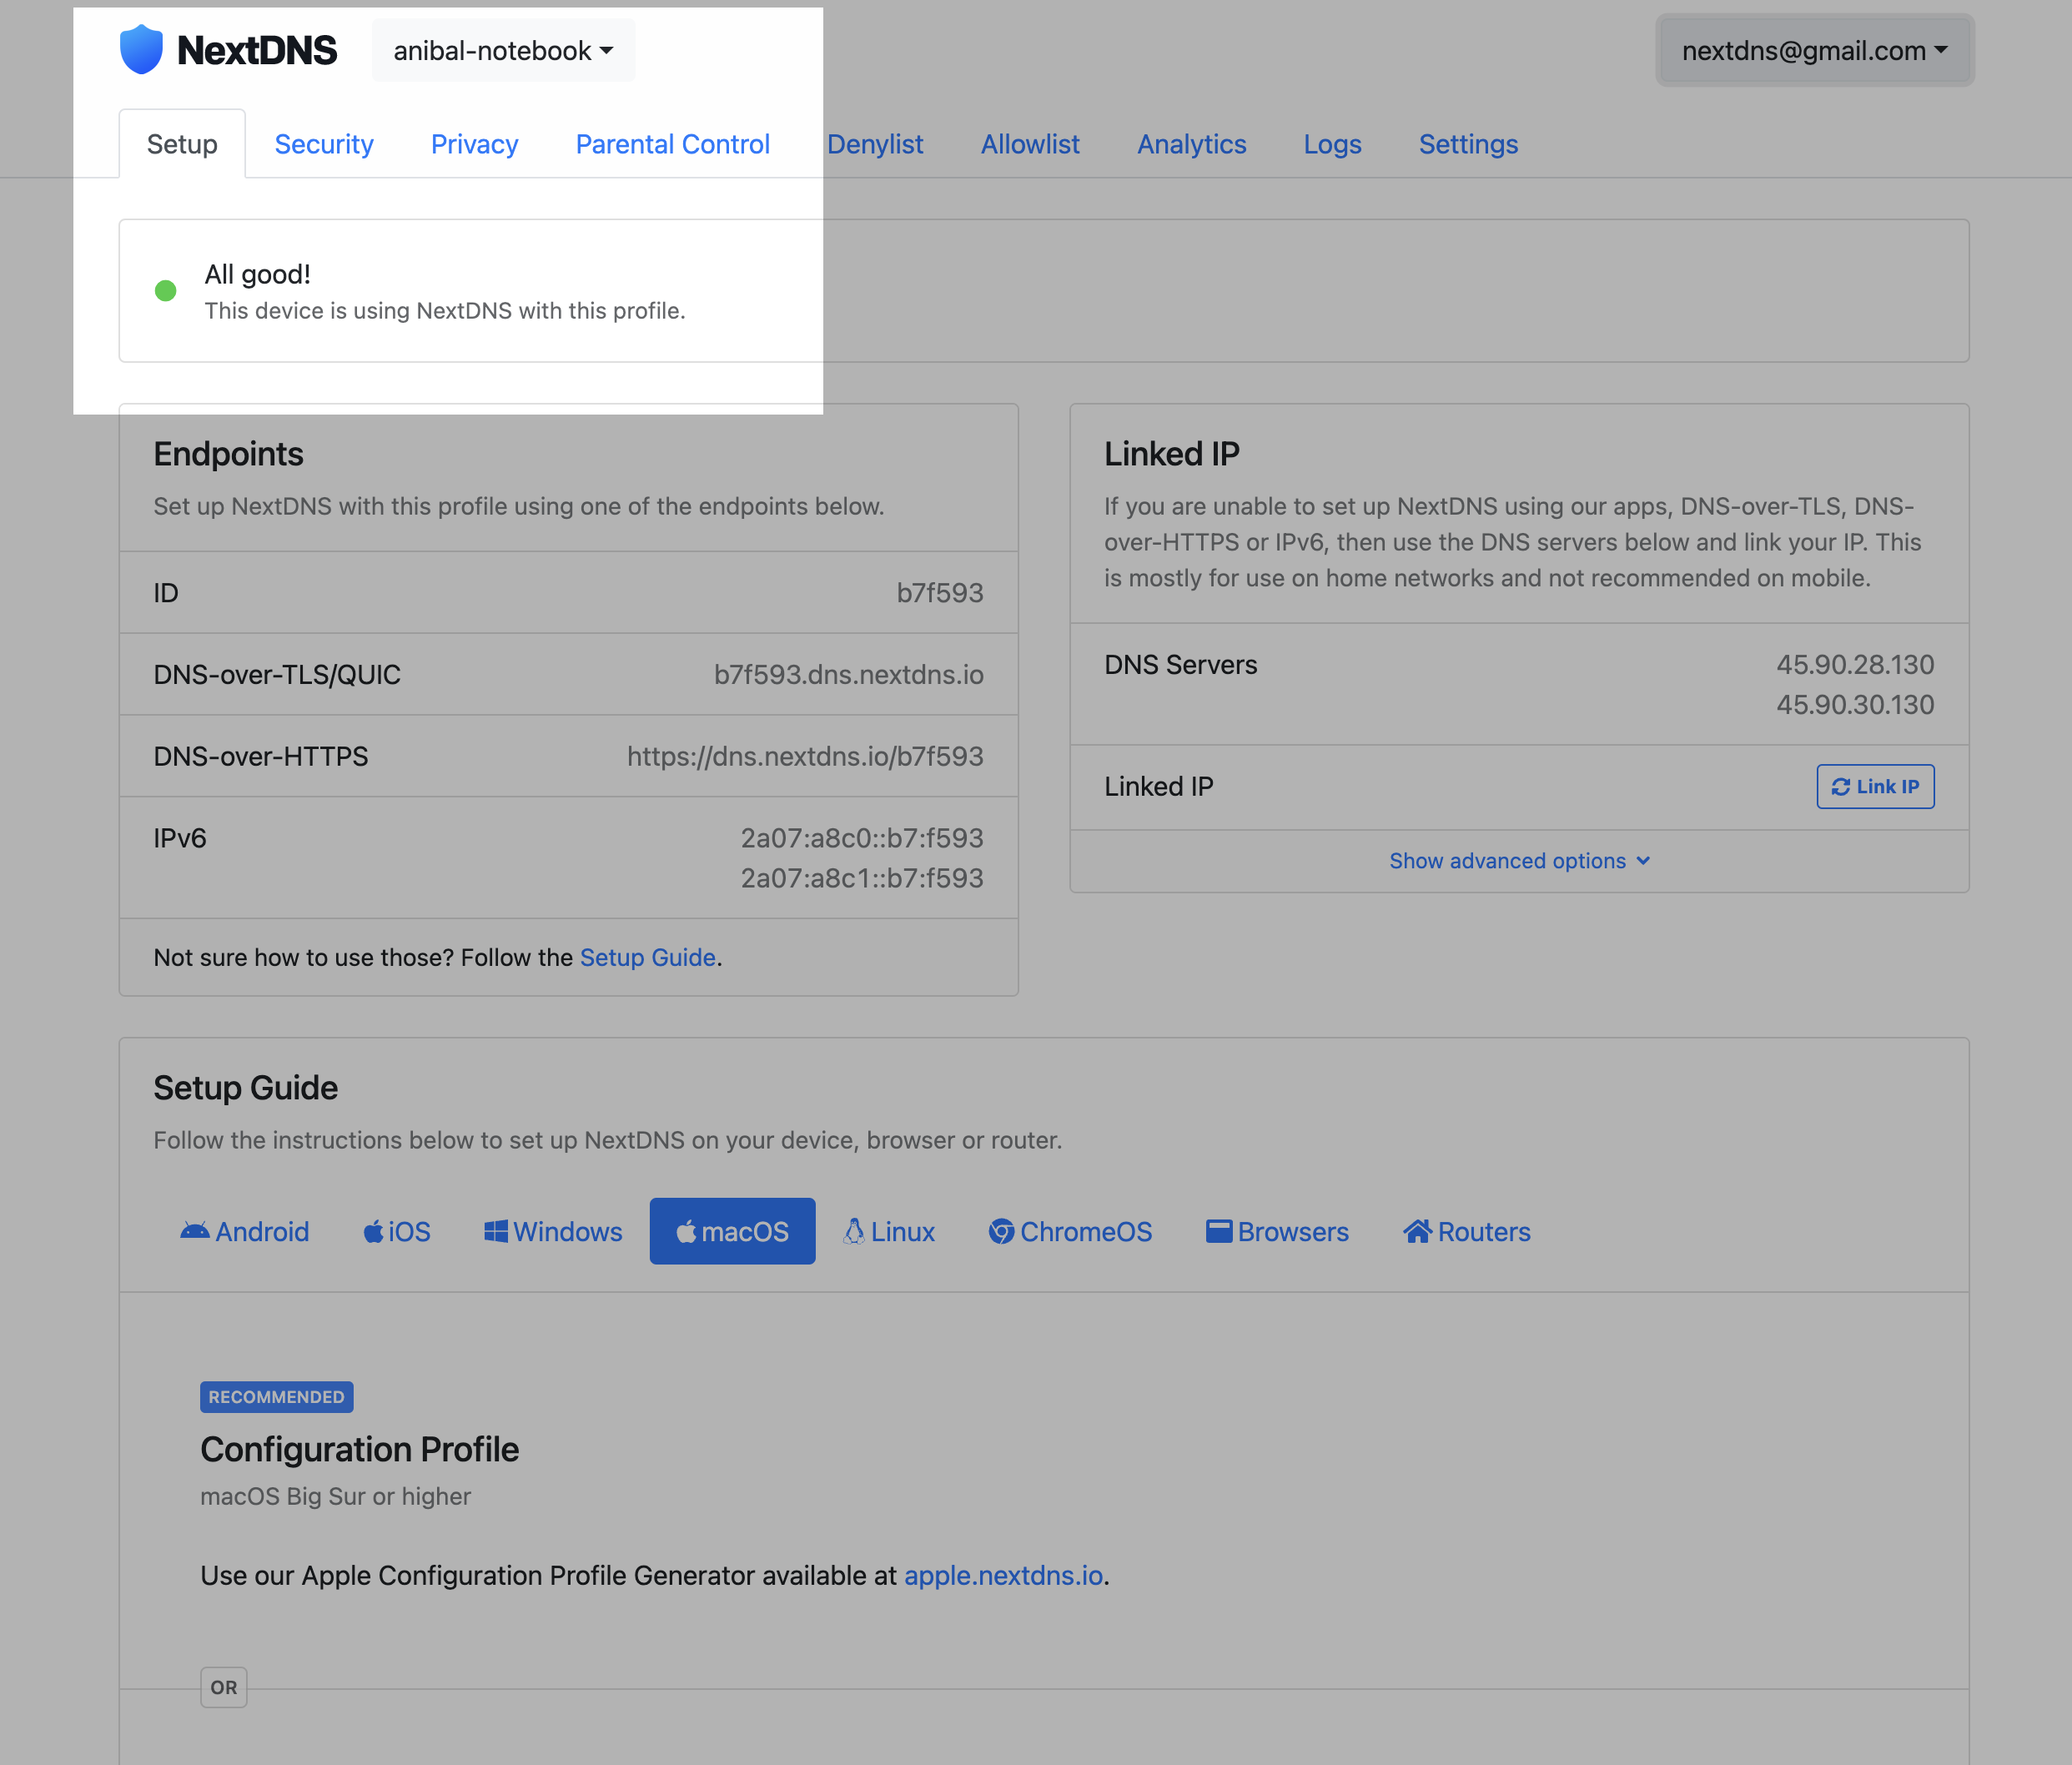 NextDNS
anibal-notebook
nextdns@gmail.com
Setup
Security
Privacy
Parental Control
Denylist
Allowlist
Analytics
Logs
Settings
All good!
This device is using NextDNS with this profile.
Endpoints
Set up NextDNS with this profile using one of the endpoints below.
ID
b7f593
DNS-over-TLS/QUIC
b7f593.dns.nextdns.io
DNS-over-HTTPS
https://dns.nextdns.io/b7f593
IPv6
2a07:a8c0::b7:f593
2a07:a8c1::b7:f593
Not sure how to use those? Follow the Setup Guide.
Linked IP
If you are unable to set up NextDNS using our apps, DNS-over-TLS, DNS-
over-HTTPS or IPv6, then use the DNS servers below and link your IP. This
is mostly for use on home networks and not recommended on mobile.
DNS Servers
45.90.28.130
45.90.30.130
Linked IP
Link IP
Show advanced options
Setup Guide
Follow the instructions below to set up NextDNS on your device, browser or router.
Android
iOS
Windows
macOS
Linux
ChromeOS
Browsers
Routers
RECOMMENDED
Configuration Profile
macOS Big Sur or higher
Use our Apple Configuration Profile Generator available at apple.nextdns.io.
OR